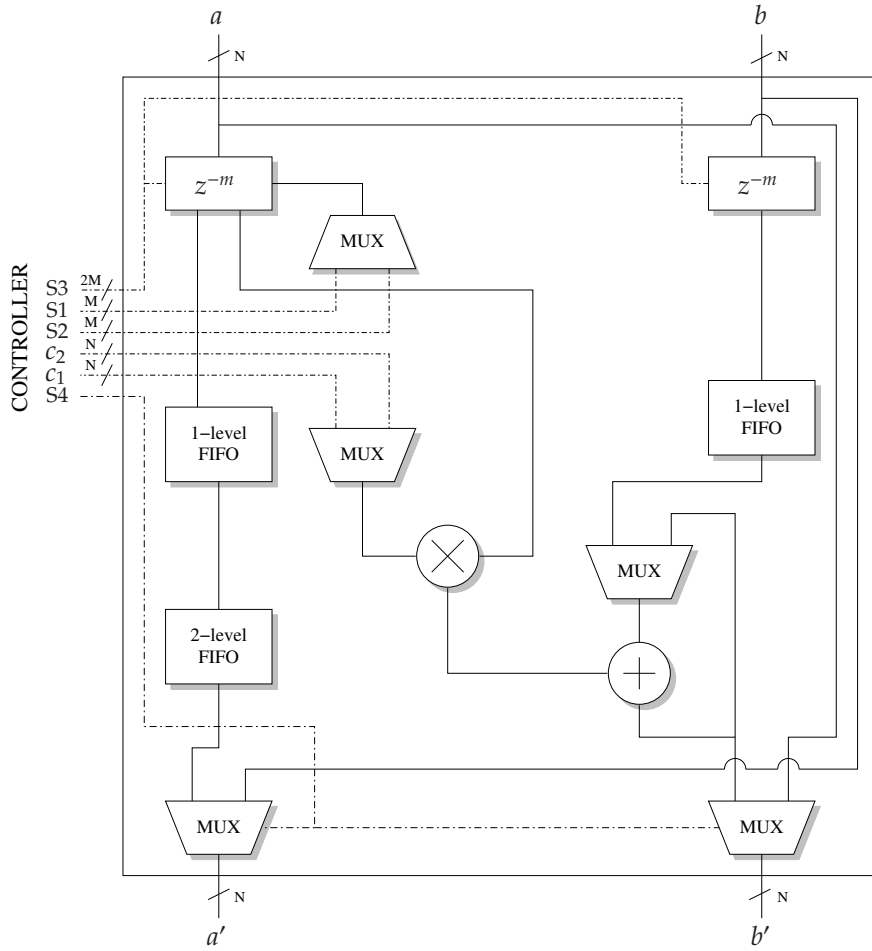 a b
N N
z⁻ᵐ z⁻ᵐ
MUX
CONTROLLER
S3 2M
S1 M
S2 M
c₂ N
c₁ N
S4
1−level
FIFO
MUX
1−level
FIFO
MUX
2−level
FIFO
MUX MUX
N N
a′ b′